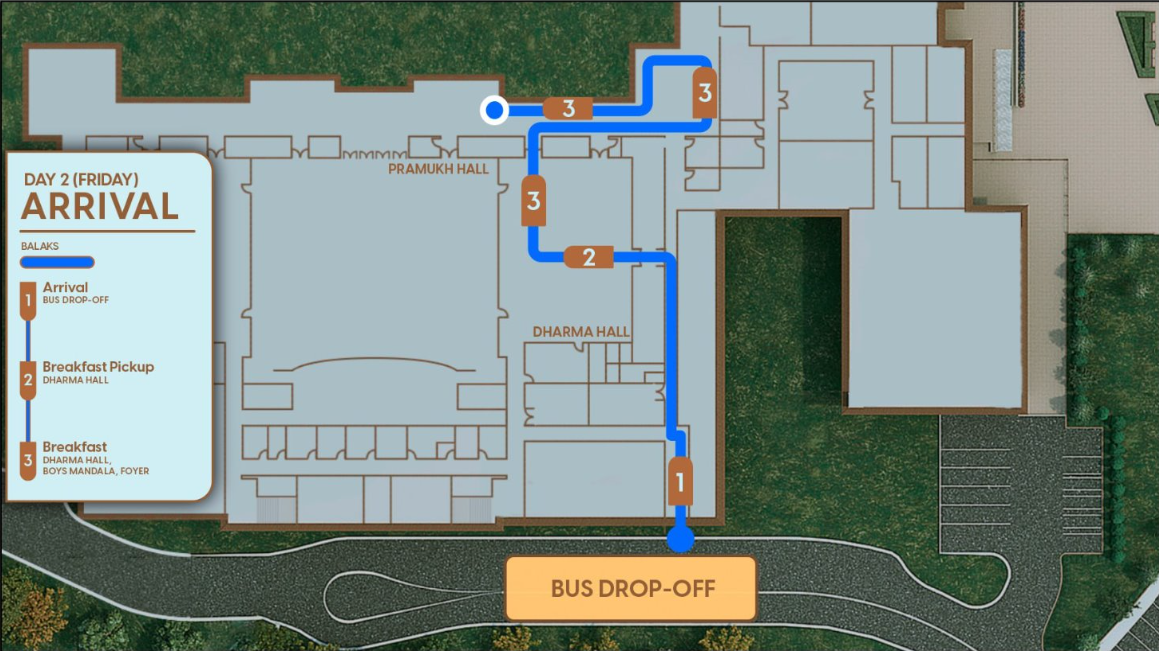 DAY 2 (FRIDAY)
ARRIVAL
BALAKS
1
Arrival
BUS DROP-OFF
2
Breakfast Pickup
DHARMA HALL
3
Breakfast
DHARMA HALL,
BOYS MANDALA, FOYER
3
3
PRAMUKH HALL
3
2
DHARMA HALL
1
BUS DROP-OFF